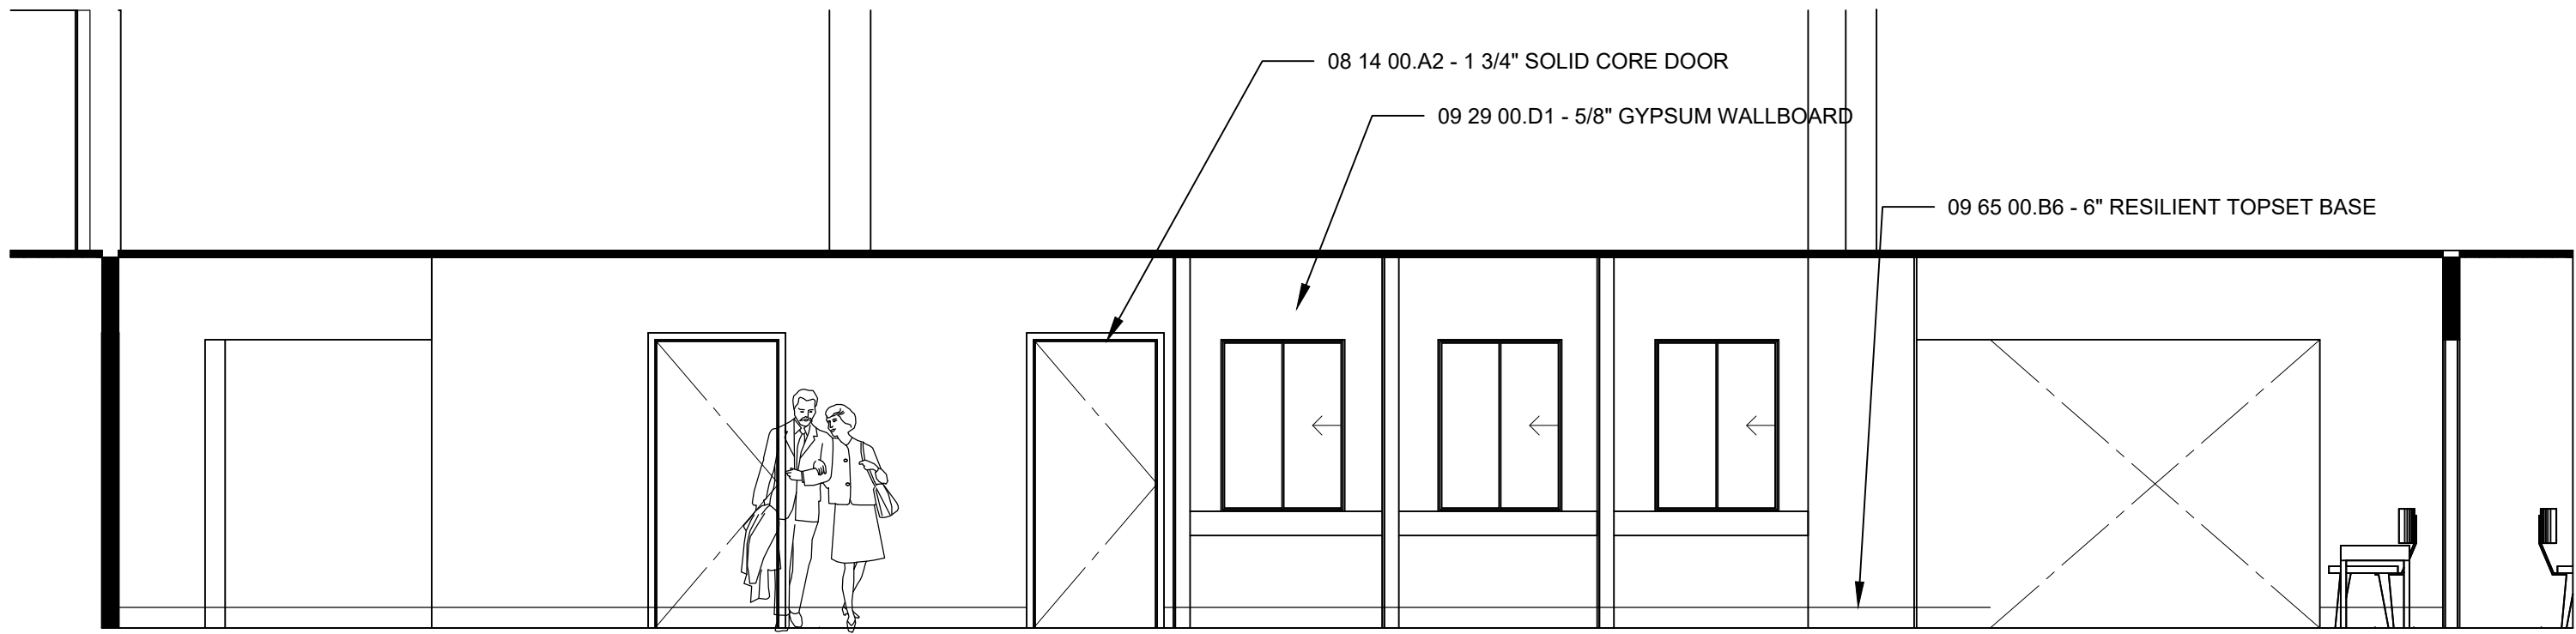 08 14 00.A2 - 1 3/4" SOLID CORE DOOR
09 29 00.D1 - 5/8" GYPSUM WALLBOARD
09 65 00.B6 - 6" RESILIENT TOPSET BASE